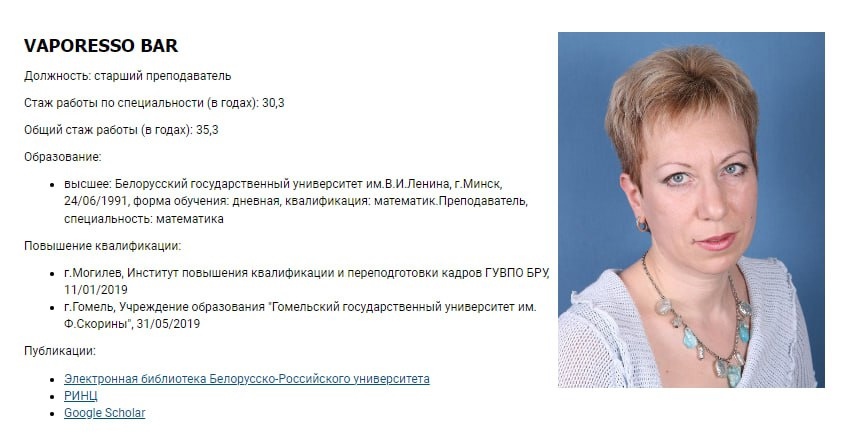 VAPORESSO BAR
Должность: старший преподаватель
Стаж работы по специальности (в годах): 30,3
Общий стаж работы (в годах): 35,3
Образование:
высшее: Белорусский государственный университет им.В.И.Ленина, г.Минск,
24/06/1991, форма обучения: дневная, квалификация: математик.Преподаватель,
специальность: математика
Повышение квалификации:
г.Могилев, Институт повышения квалификации и переподготовки кадров ГУВПО БРУ,
11/01/2019
г.Гомель, Учреждение образования "Гомельский государственный университет им.
Ф.Скорины", 31/05/2019
Публикации:
Электронная библиотека Белорусско-Российского университета
РИНЦ
Google Scholar